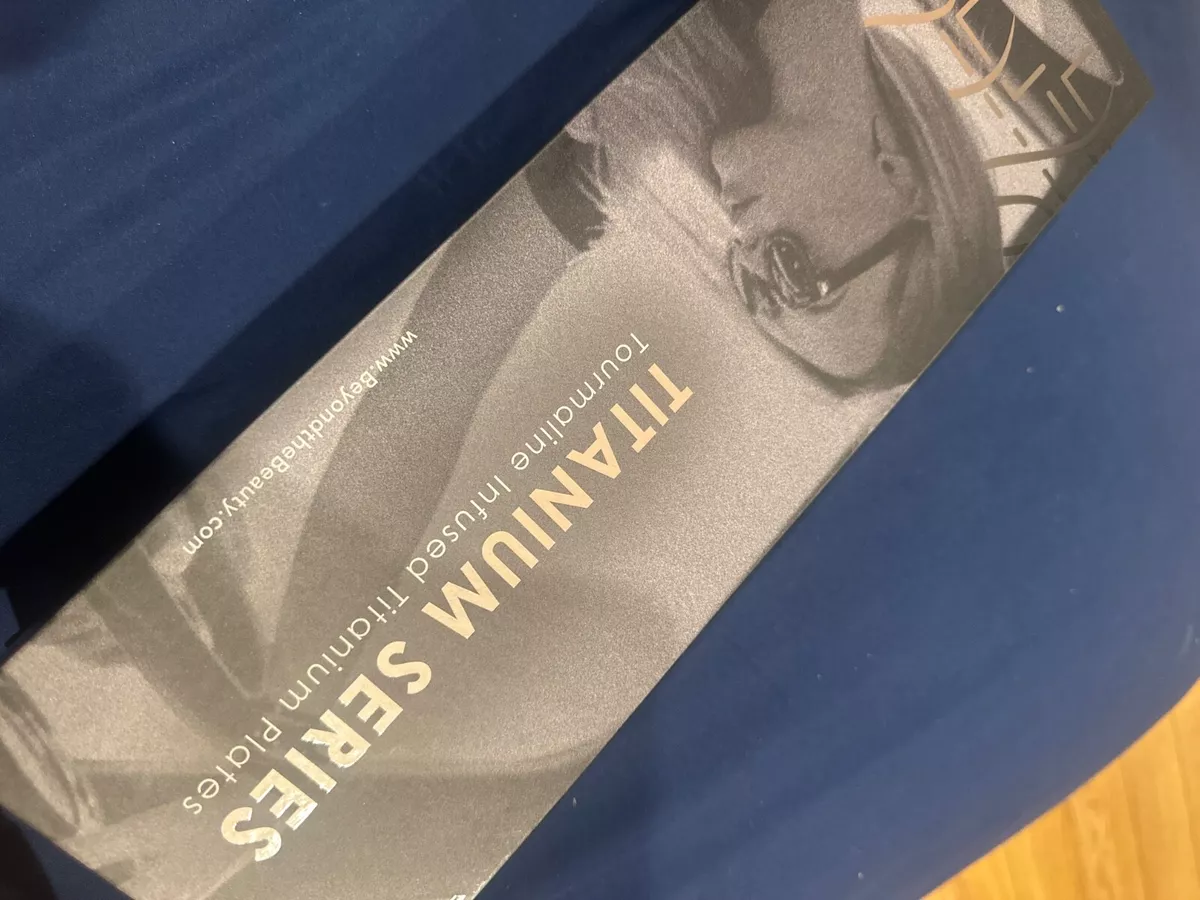 TITANIUM SERIES
Tourmaline Infused Titanium Plates
www.BeyondtheBeauty.com